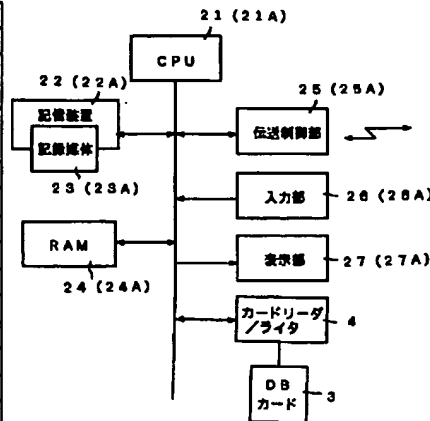 21 (21A)
CPU
22 (22A)
記憶装置
記録媒体
23 (23A)
25 (25A)
伝送制御部
入力部
26 (26A)
RAM
24 (24A)
表示部
27 (27A)
カードリーダ
/ライタ
4
DB
カード
3